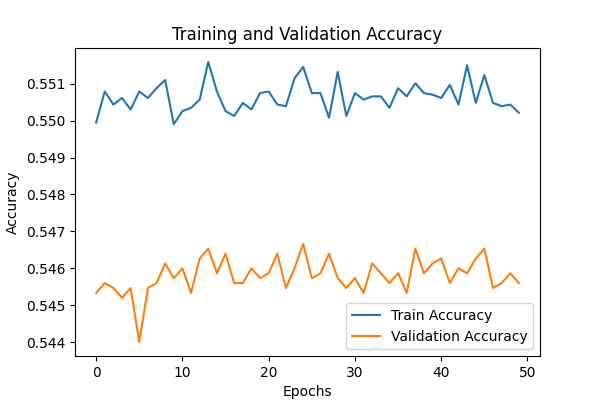 Training and Validation Accuracy
0.551
0.550
0.549
0.548
0.547
0.546
0.545
0.544
Accuracy
Train Accuracy
Validation Accuracy
0 10 20 30 40 50
Epochs